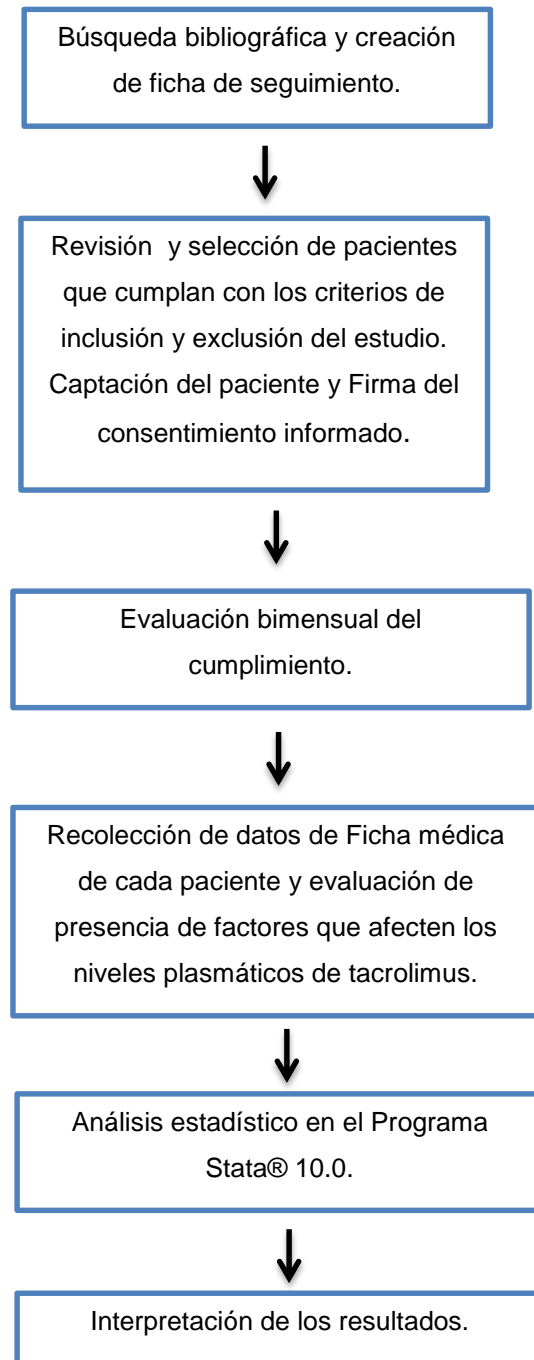 Búsqueda bibliográfica y creación
de ficha de seguimiento.
Revisión y selección de pacientes
que cumplan con los criterios de
inclusión y exclusión del estudio.
Captación del paciente y Firma del
consentimiento informado.
Evaluación bimensual del
cumplimiento.
Recolección de datos de Ficha médica
de cada paciente y evaluación de
presencia de factores que afecten los
niveles plasmáticos de tacrolimus.
Análisis estadístico en el Programa
Stata® 10.0.
Interpretación de los resultados.